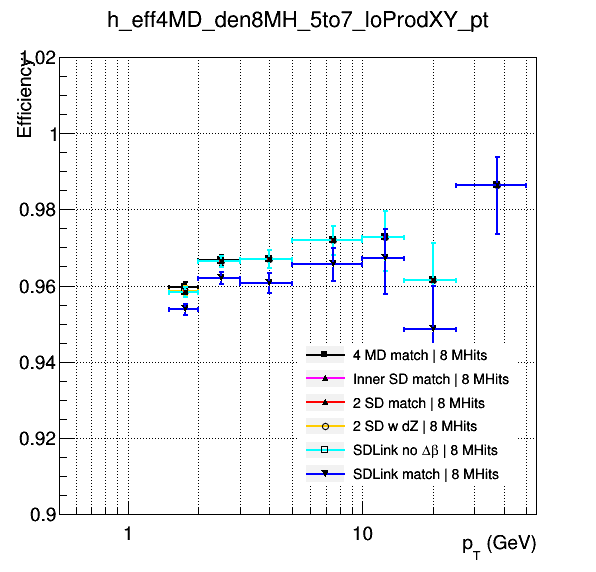 h_eff4MD_den8MH_5to7_loProdXY_pt
Efficiency
1.02
1
0.98
0.96
0.94
0.92
0.9
4 MD match | 8 MHits
Inner SD match | 8 MHits
2 SD match | 8 MHits
2 SD w dZ | 8 MHits
SDLink no Δβ | 8 MHits
SDLink match | 8 MHits
1
10
p_T (GeV)